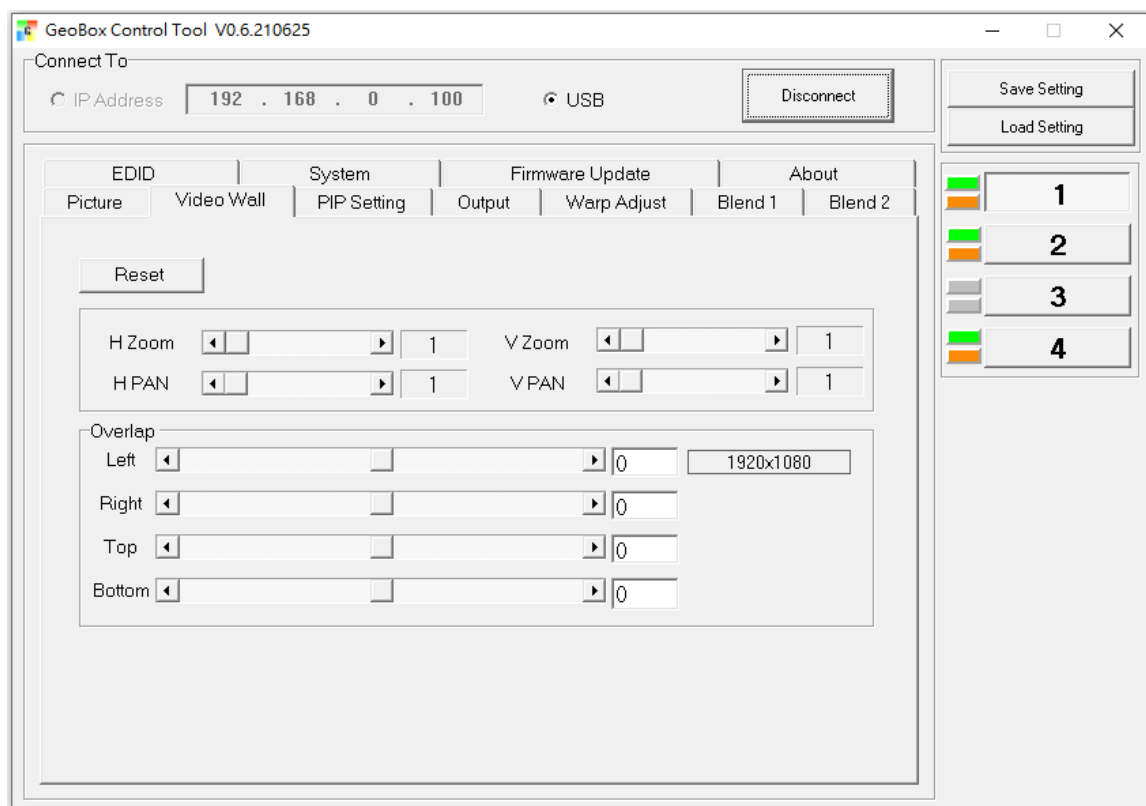 GeoBox Control Tool V0.6.210625
Connect To
IP Address 192 . 168 . 0 . 100 USB Disconnect
Save Setting
Load Setting
EDID System Firmware Update About
Picture Video Wall PIP Setting Output Warp Adjust Blend 1 Blend 2
1
2
3
4
Reset
H Zoom 1 V Zoom 1
H PAN 1 V PAN 1
Overlap
Left 0 1920x1080
Right 0
Top 0
Bottom 0